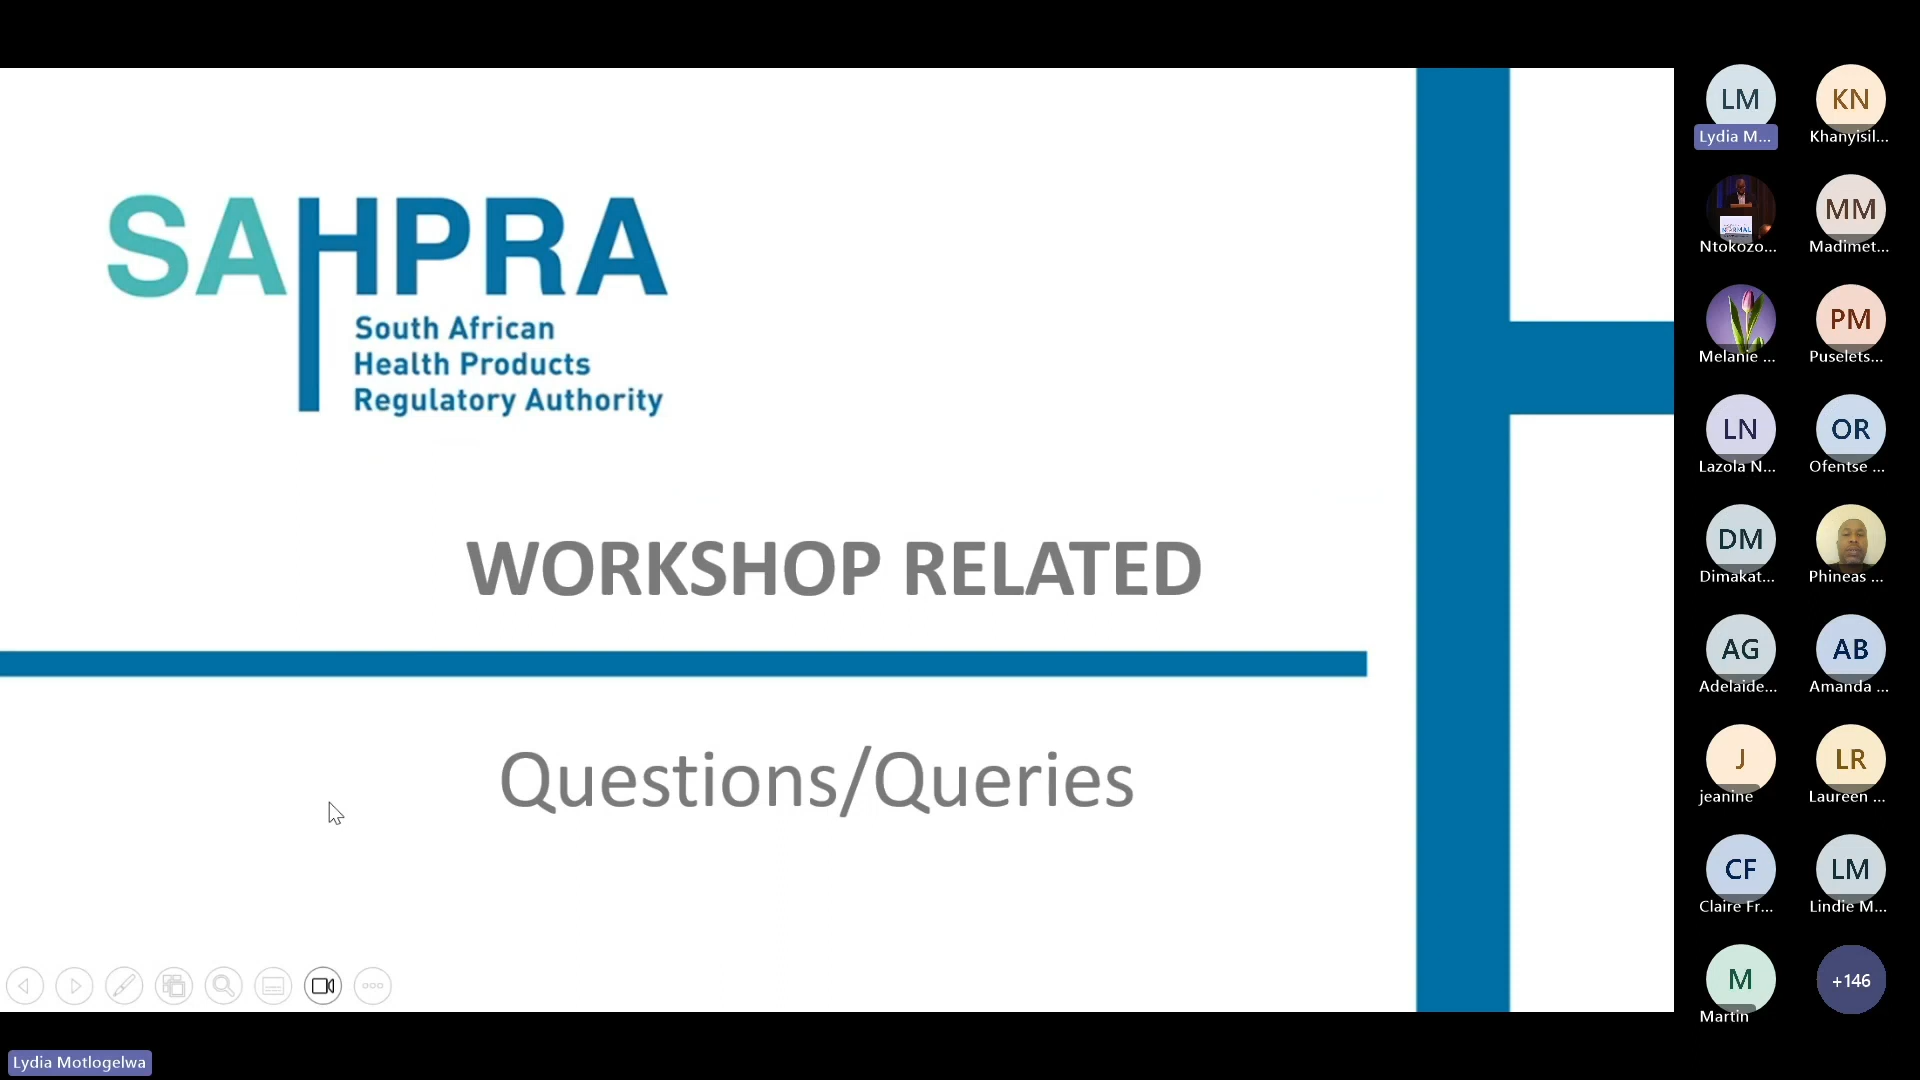 SAHPRA
South African
Health Products
Regulatory Authority
WORKSHOP RELATED
Questions/Queries
LM
Lydia M...
KN
Khanyisil...
NORMAL
Ntokozo...
MM
Madimet...
Melanie ...
PM
Puselets...
LN
Lazola N...
OR
Ofentse ...
DM
Dimakat...
Phineas ...
AG
Adelaide...
AB
Amanda ...
J
jeanine
LR
Laureen ...
CF
Claire Fr...
LM
Lindie M...
M
Martin
+146
Lydia Motlogelwa